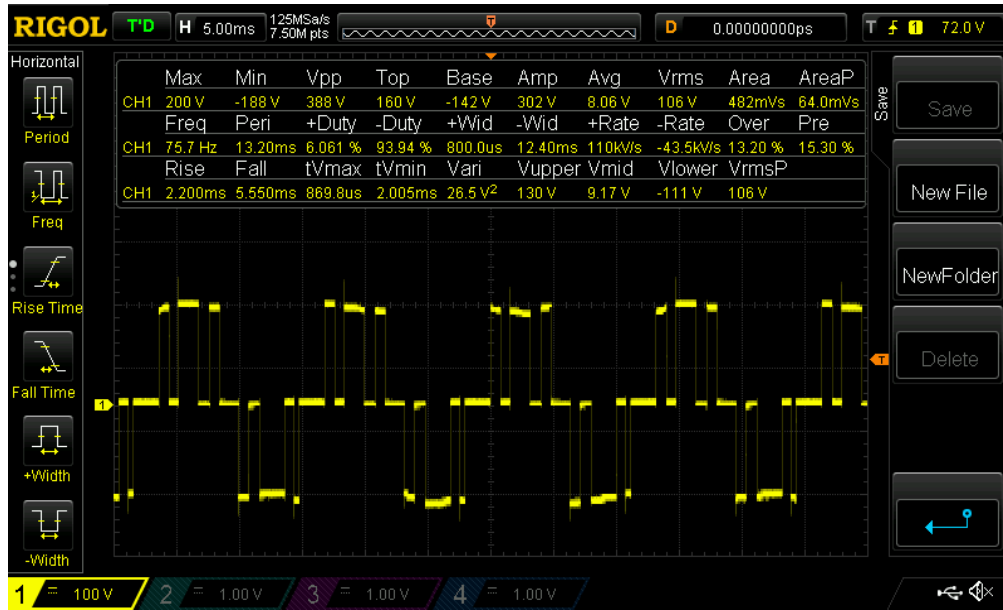 RIGOL T'D H 5.00ms 125MSa/s 7.50M pts D 0.00000000ps T 1 72.0 V
Horizontal
Period
Freq
Rise Time
Fall Time
+Width
-Width
Max Min Vpp Top Base Amp Avg Vrms Area AreaP
CH1 200 V -188 V 388 V 160 V -142 V 302 V 8.06 V 106 V 482mVs 64.0mVs
Freq Peri +Duty -Duty +Wid -Wid +Rate -Rate Over Pre
CH1 75.7 Hz 13.20ms 6.061 % 93.94 % 800.0us 12.40ms 110kV/s -43.5kV/s 13.20 % 15.30 %
Rise Fall tVmax tVmin Vari Vupper Vmid Vlower VrmsP
CH1 2.200ms 5.550ms 869.8us 2.005ms 26.5 V² 130 V 9.17 V -111 V 106 V
T
1
T
Save
Save
New File
NewFolder
Delete
1 100 V 2 1.00 V 3 1.00 V 4 1.00 V